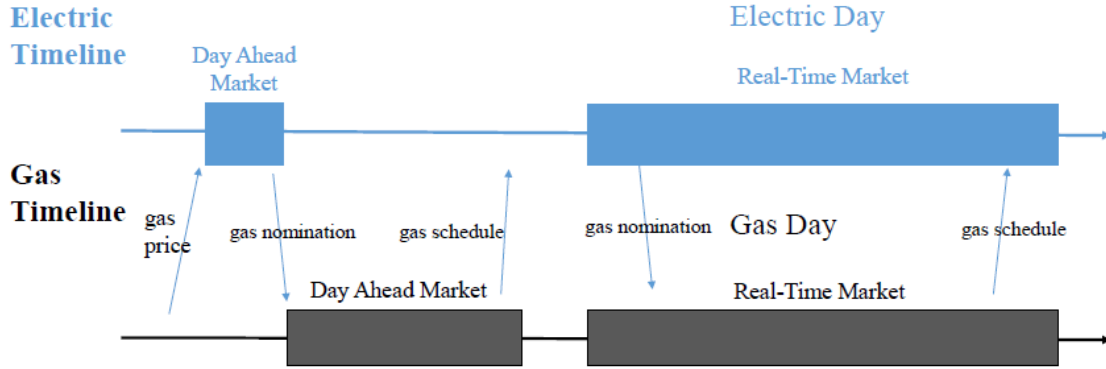 Electric
Timeline
Electric Day
Day Ahead
Market
Real-Time Market
Gas
Timeline
gas
price
gas nomination
gas schedule
gas nomination
Gas Day
gas schedule
Day Ahead Market
Real-Time Market